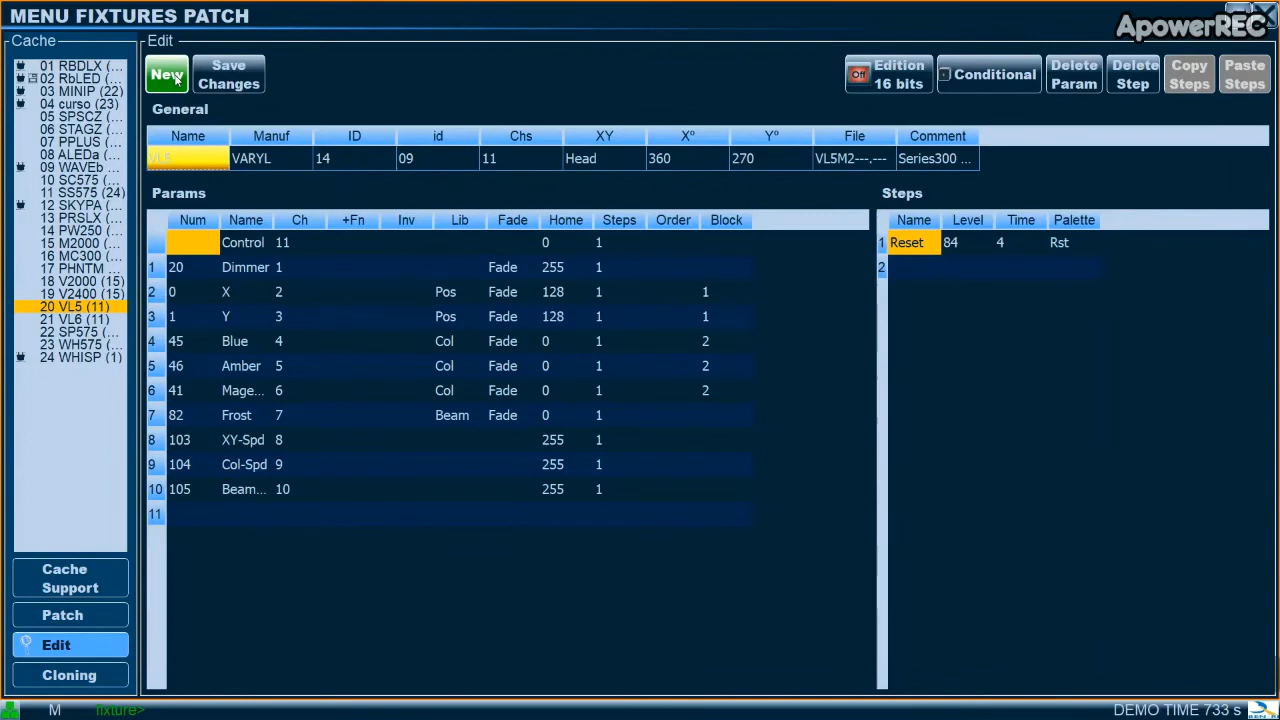 MENU FIXTURES PATCH
ApowerREC
Cache
01 RBDLX (...
02 RbLED (...
03 MINIP (22)
04 curso (23)
05 SPSCZ (...
06 STAGZ (...
07 PPLUS (...
08 ALEDa (...
09 WAVEb (...
10 SC575 (...
11 SS575 (24)
12 SKYPA (...
13 PRSLX (...
14 PW250 (...
15 M2000 (...
16 MC300 (...
17 PHNTM (...
18 V2000 (15)
19 V2400 (15)
20 VL5 (11)
21 VL6 (11)
22 SP575 (...
23 WH575 (...
24 WHISP (1)
Cache Support
Patch
Edit
Cloning
Edit
New
Save Changes
Off Edition 16 bits
Conditional
Delete Param
Delete Step
Copy Steps
Paste Steps
General
Name Manuf ID id Chs XY Xº Yº File Comment
VL5 VARYL 14 09 11 Head 360 270 VL5M2---.--- Series300 ...
Params
Num Name Ch +Fn Inv Lib Fade Home Steps Order Block
Control 11 0 1
1 20 Dimmer 1 Fade 255 1
2 0 X 2 Pos Fade 128 1 1
3 1 Y 3 Pos Fade 128 1 1
4 45 Blue 4 Col Fade 0 1 2
5 46 Amber 5 Col Fade 0 1 2
6 41 Mage... 6 Col Fade 0 1 2
7 82 Frost 7 Beam Fade 0 1
8 103 XY-Spd 8 255 1
9 104 Col-Spd 9 255 1
10 105 Beam... 10 255 1
11
Steps
Name Level Time Palette
1 Reset 84 4 Rst
2
M fixture>
DEMO TIME 733 s